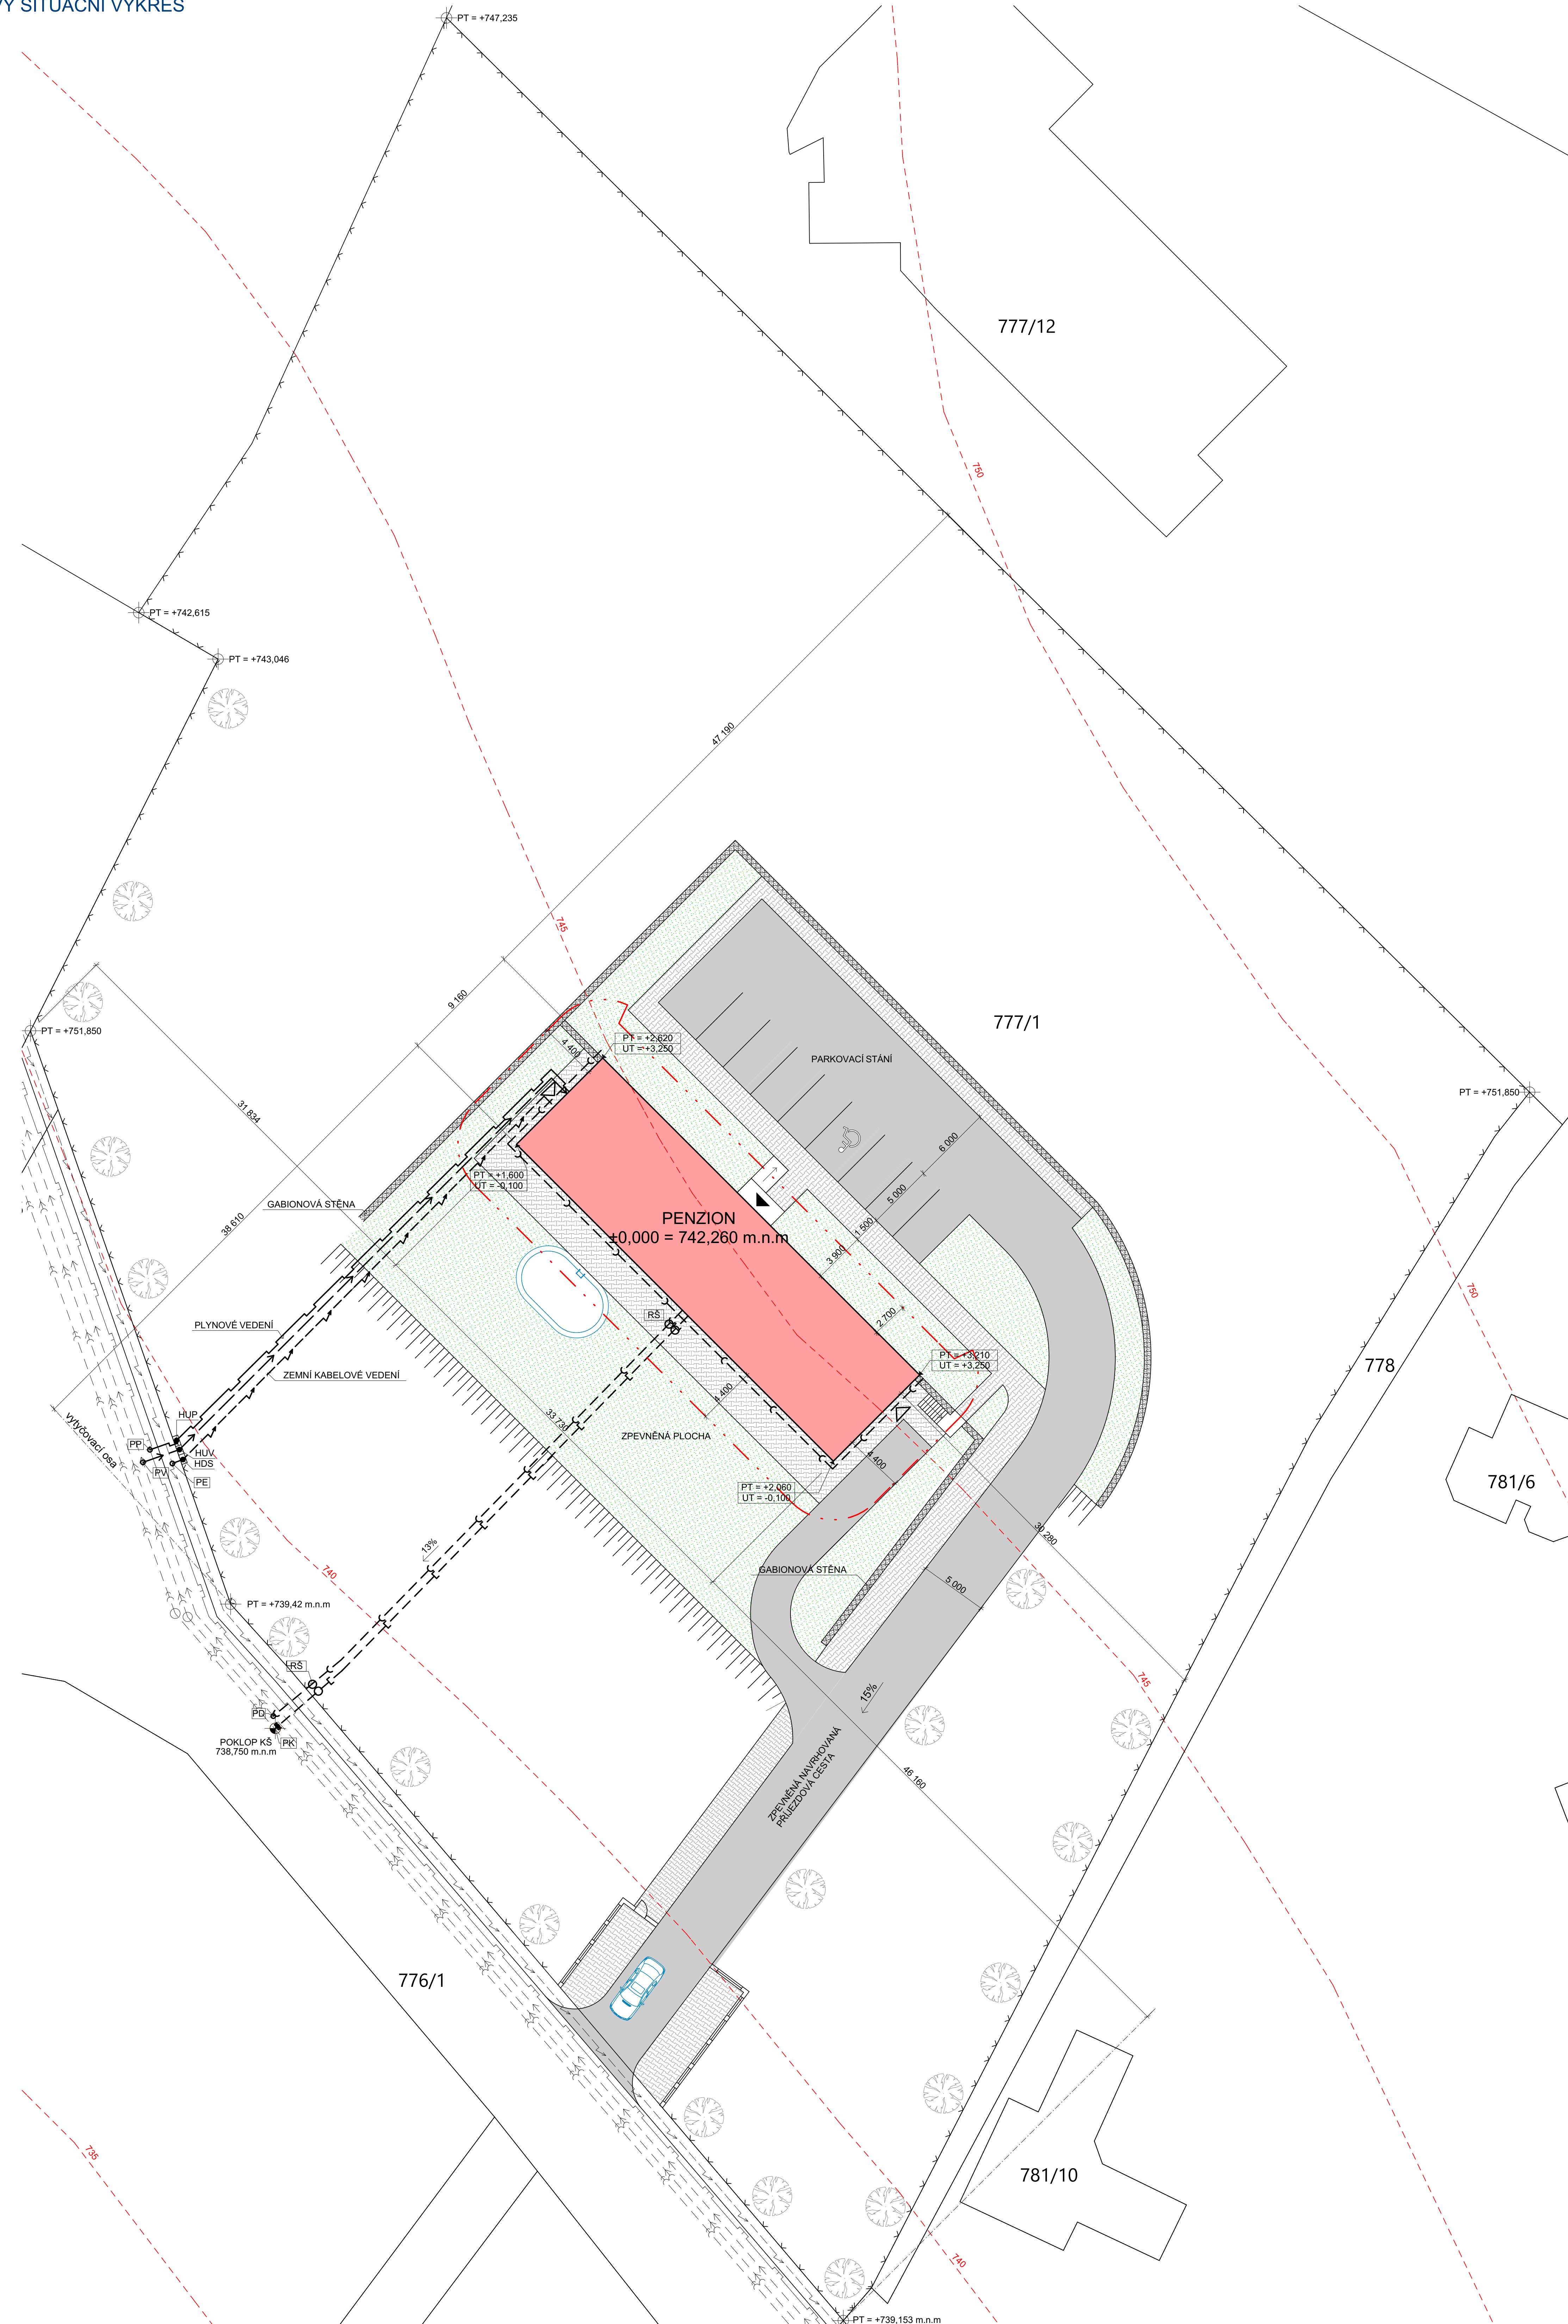 VÝ SITUAČNÍ VÝKRES
PT = +747,235
777/12
750
PT = +742,615
PT = +743,046
47 190
745
9 160
777/1
PT = +751,850
PT = +2,620
UT = +3,250
4 400
PARKOVACÍ STÁNÍ
PT = +751,850
31 834
6 000
PT = +1,600
UT = -0,100
5 000
GABIONOVÁ STĚNA
PENZION
±0,000 = 742,260 m.n.m
1 500
38 610
3 900
750
PLYNOVÉ VEDENÍ
RŠ
2 700
PT = +3,210
UT = +3,250
778
ZEMNÍ KABELOVÉ VEDENÍ
4 400
HUP
33 730
vytyčovací osa
ZPEVNĚNÁ PLOCHA
PP
HUV
HDS
4 400
PV
PE
781/6
PT = +2,060
UT = -0,100
30 280
13%
740
GABIONOVÁ STĚNA
5 000
PT = +739,42 m.n.m
RŠ
745
15%
PD
POKLOP KŠ
738,750 m.n.m
PK
ZPEVNĚNÁ NAVRHOVANÁ
PŘÍJEZDOVÁ CESTA
46 160
776/1
735
781/10
740
PT = +739,153 m.n.m